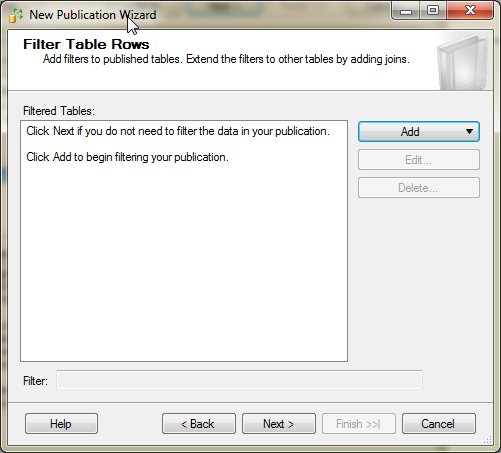 New Publication Wizard
Filter Table Rows
Add filters to published tables. Extend the filters to other tables by adding joins.
Filtered Tables:
Click Next if you do not need to filter the data in your publication.
Click Add to begin filtering your publication.
Add
Edit...
Delete...
Filter:
Help
< Back
Next >
Finish >>|
Cancel